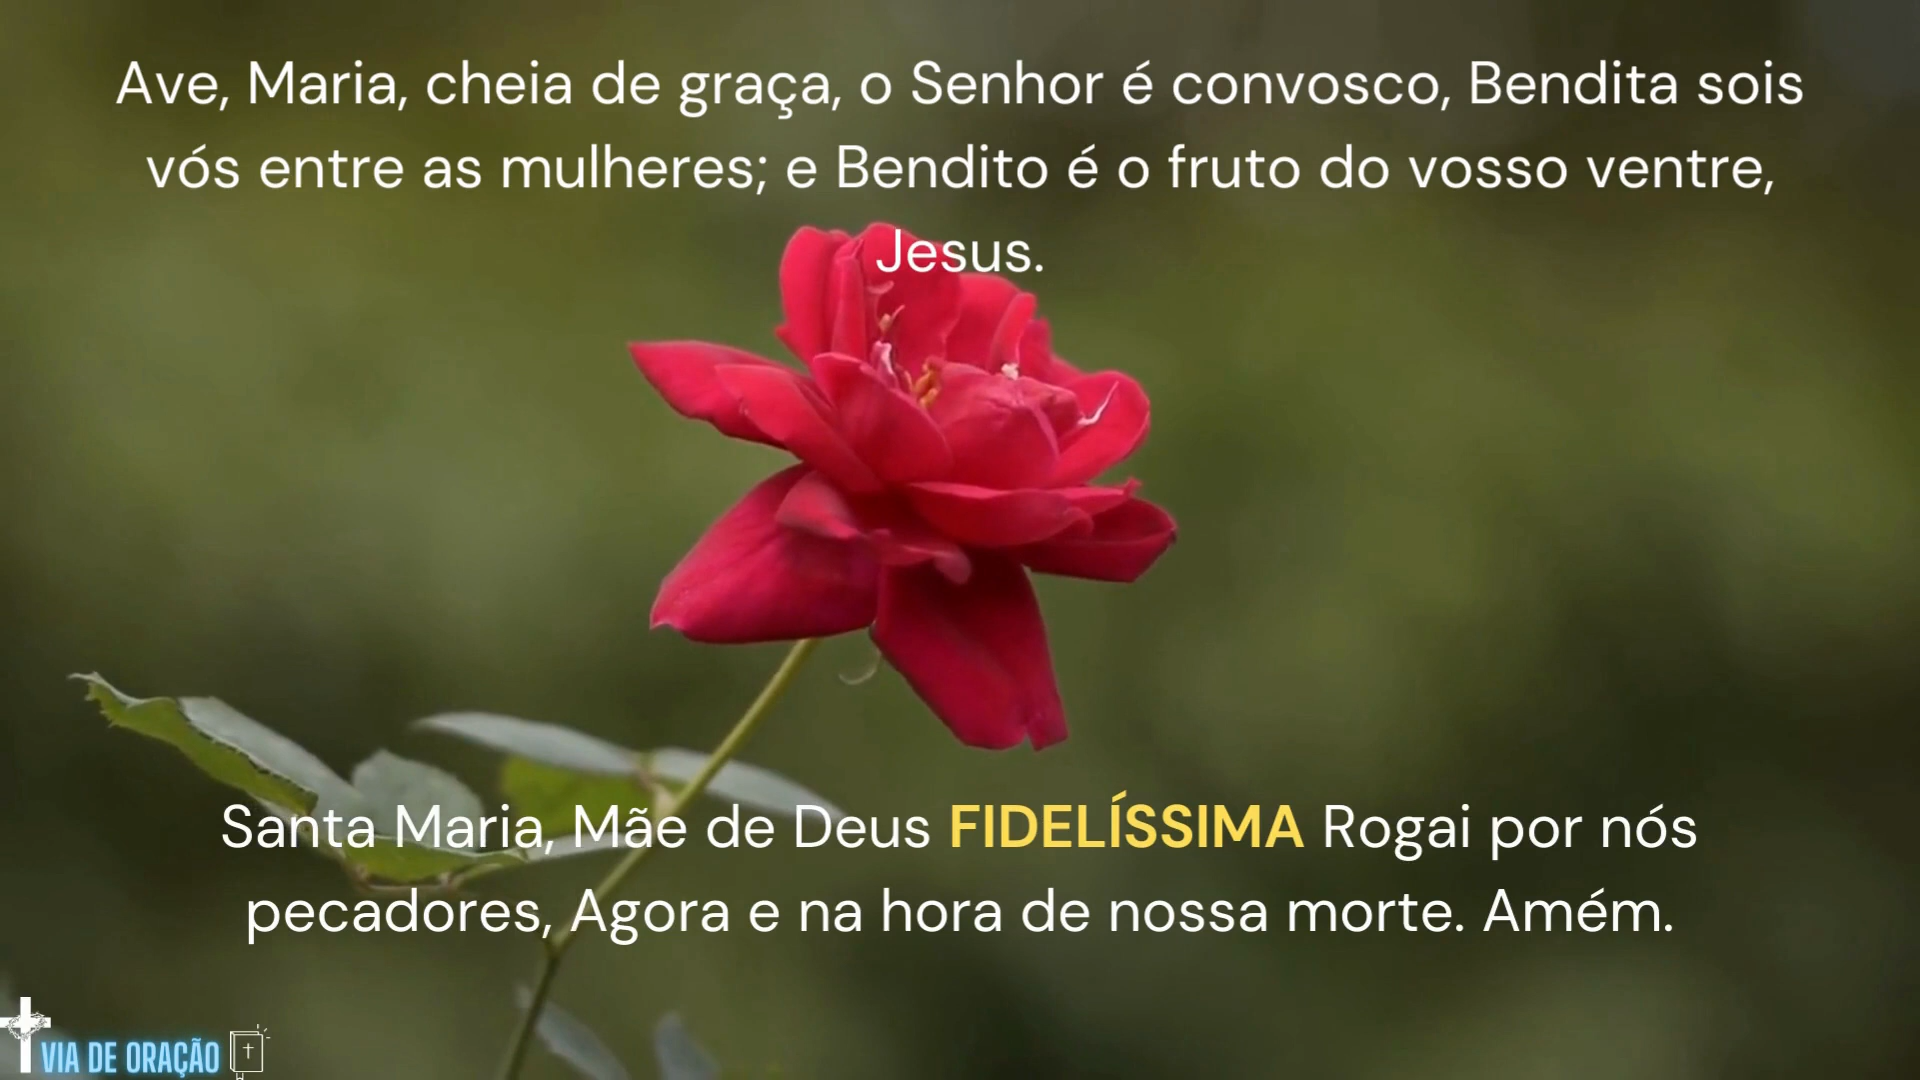 Ave, Maria, cheia de graça, o Senhor é convosco, Bendita sois
vós entre as mulheres; e Bendito é o fruto do vosso ventre,
Jesus.
Santa Maria, Mãe de Deus FIDELÍSSIMA Rogai por nós
pecadores, Agora e na hora de nossa morte. Amém.
VIA DE ORAÇÃO